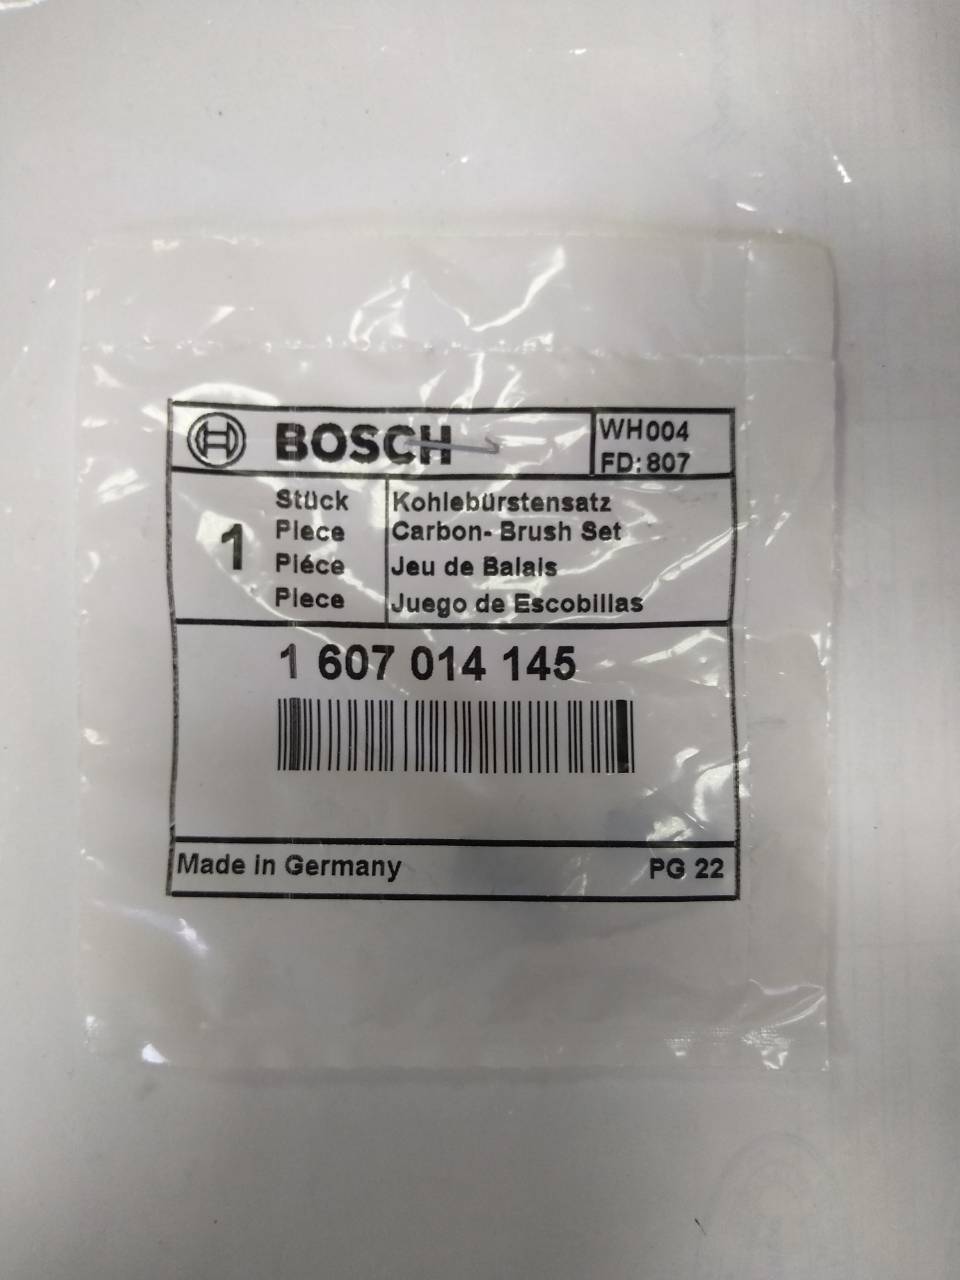 BOSCH
WH004
FD: 807
1
Stück
Piece
Piéce
Piece
Kohlebürstensatz
Carbon- Brush Set
Jeu de Balais
Juego de Escobillas
1 607 014 145
Made in Germany
PG 22